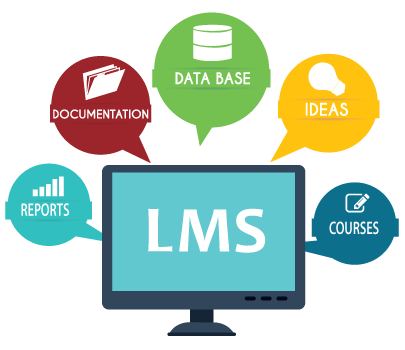 DATA BASE
DOCUMENTATION
IDEAS
REPORTS
COURSES
LMS